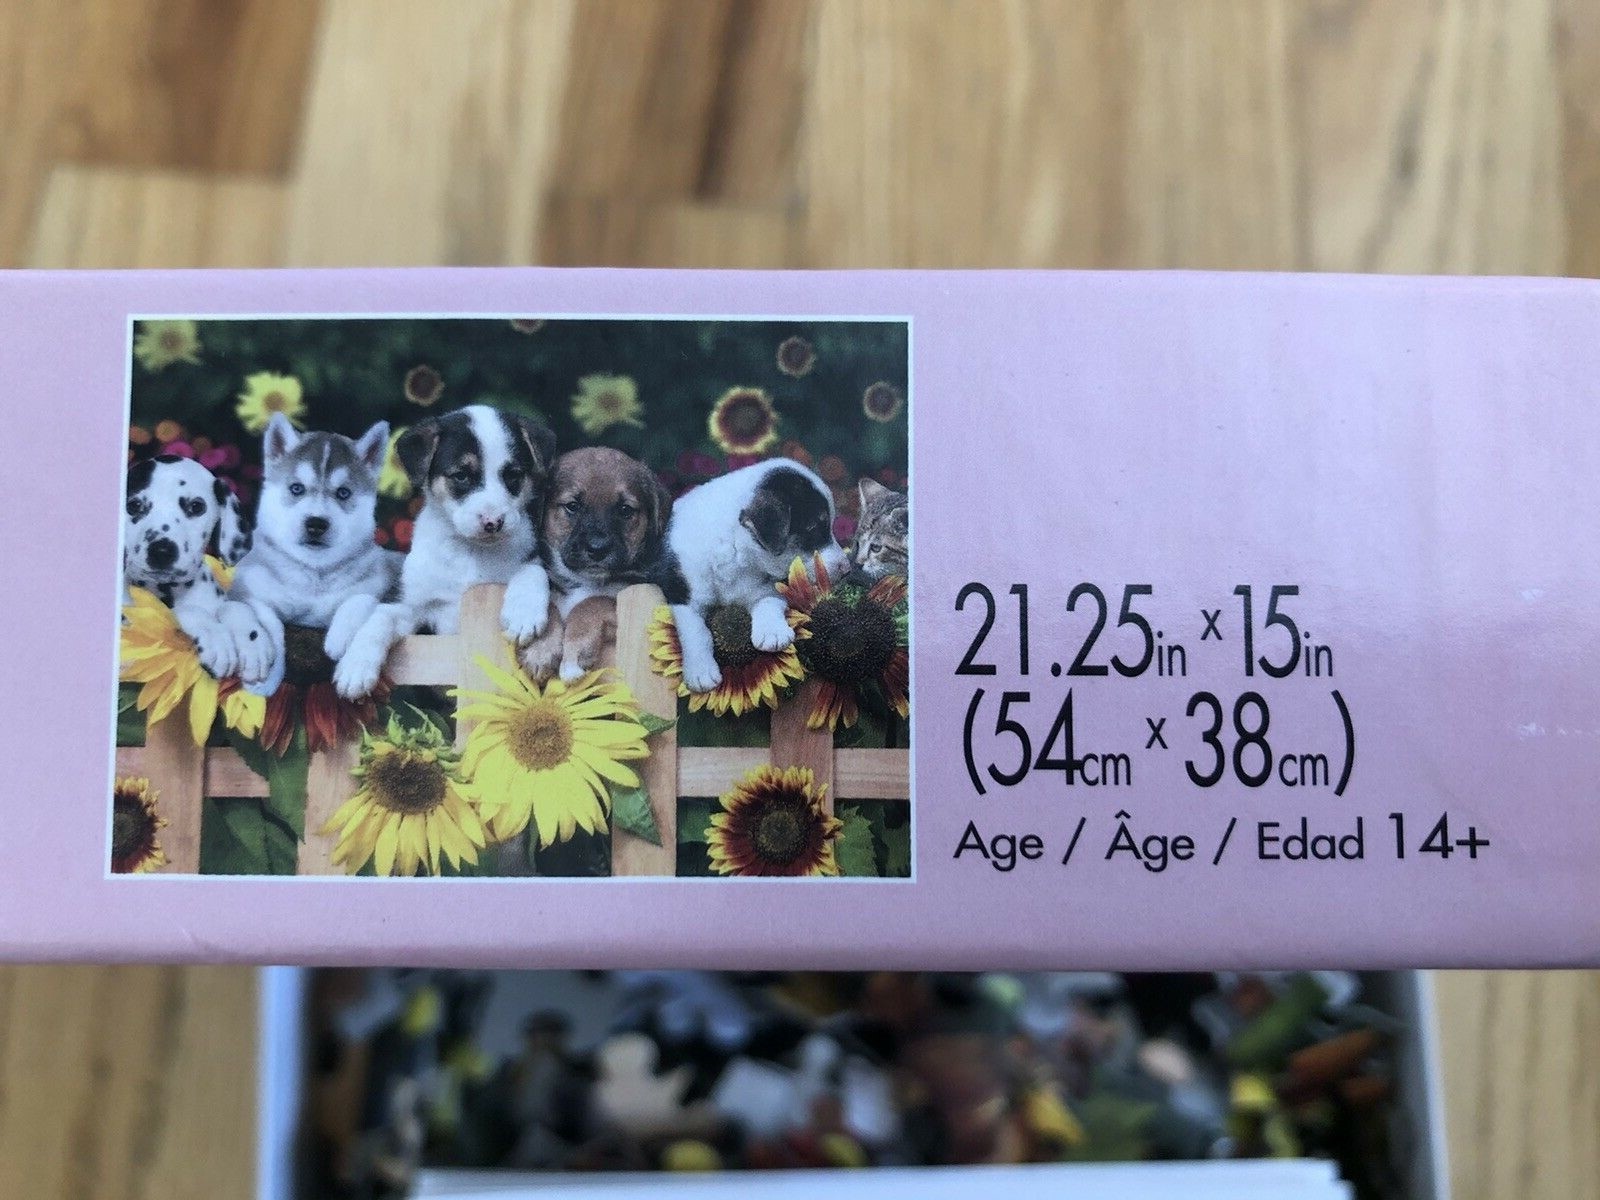 21.25in x 15in
(54cm x 38cm)
Age / Âge / Edad 14+